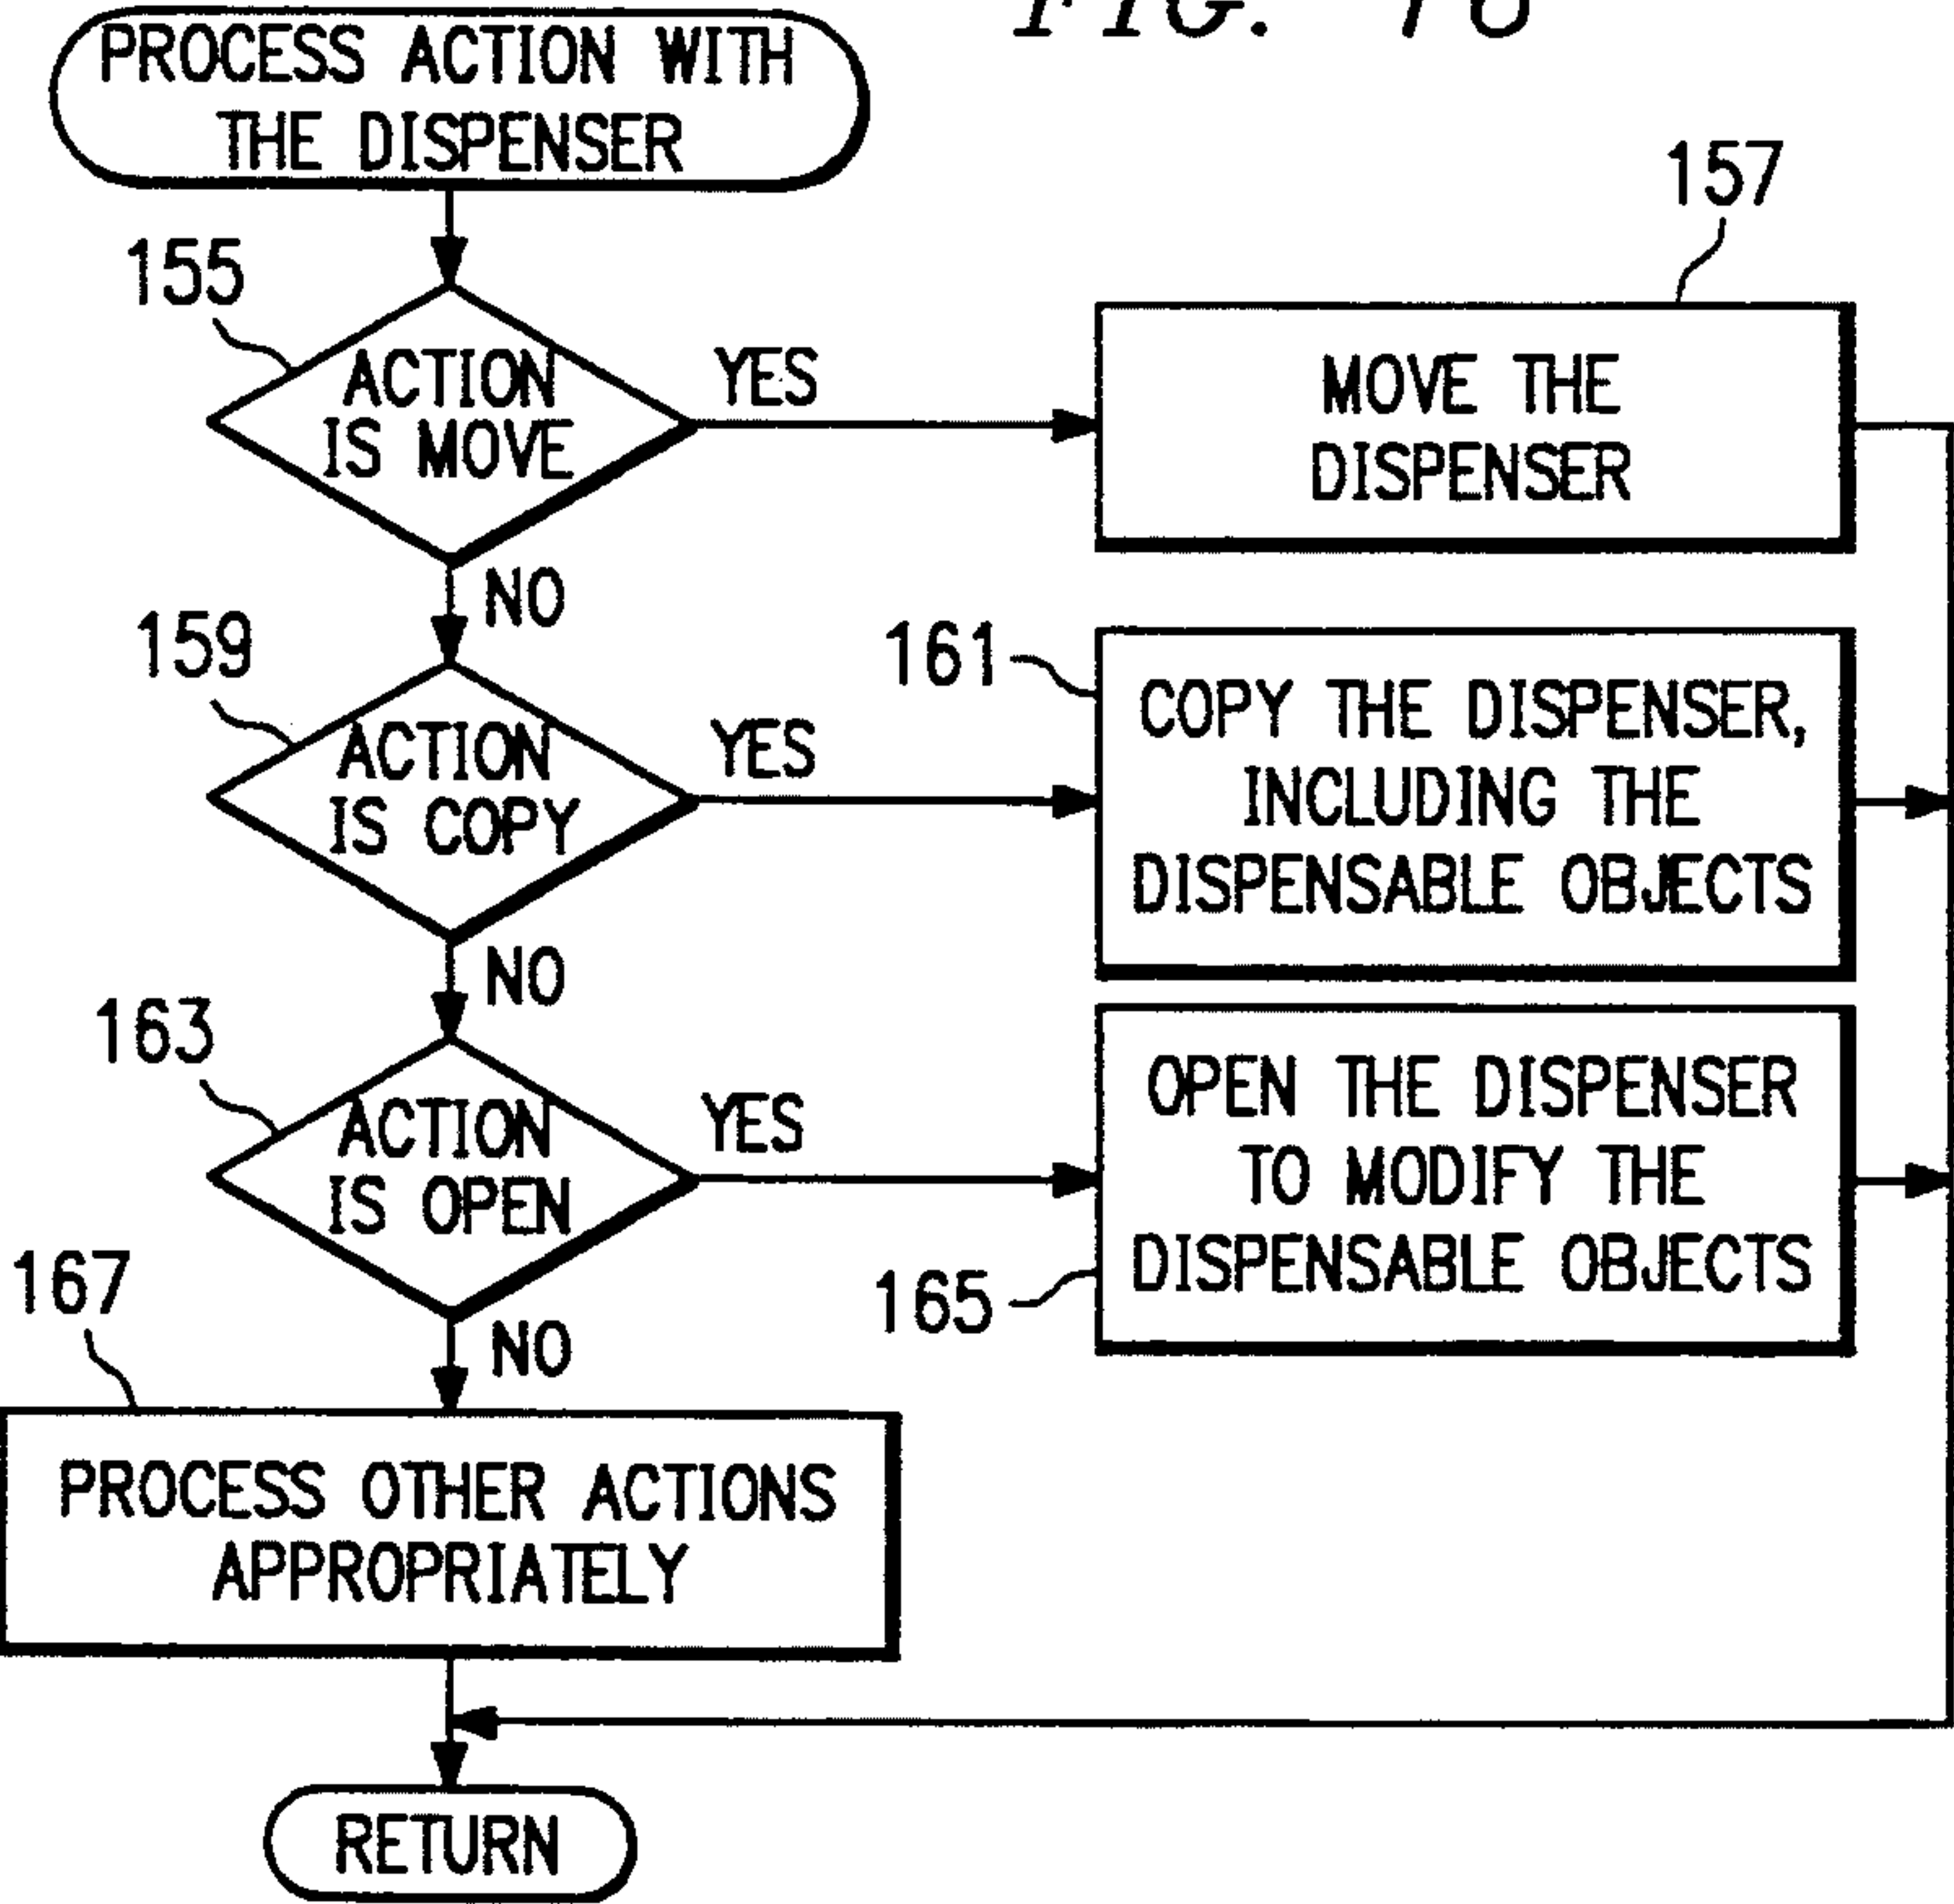 FIG.
PROCESS ACTION WITH
THE DISPENSER
157
155
ACTION
IS MOVE
YES
MOVE THE
DISPENSER
NO
159
161
ACTION
IS COPY
YES
COPY THE DISPENSER,
INCLUDING THE
DISPENSABLE OBJECTS
NO
163
ACTION
IS OPEN
YES
OPEN THE DISPENSER
TO MODIFY THE
DISPENSABLE OBJECTS
165
167
NO
PROCESS OTHER ACTIONS
APPROPRIATELY
RETURN